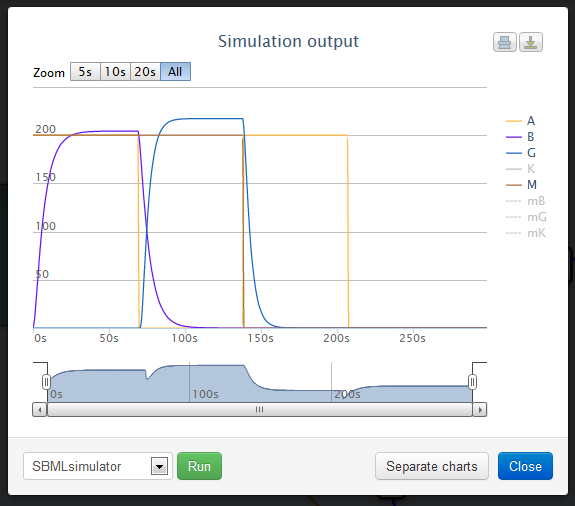 Simulation output
Zoom 5s 10s 20s All
200
150
100
50
0s 50s 100s 150s 200s 250s
A
B
G
K
M
mB
mG
mK
0s 100s 200s
SBMLsimulator Run Separate charts Close